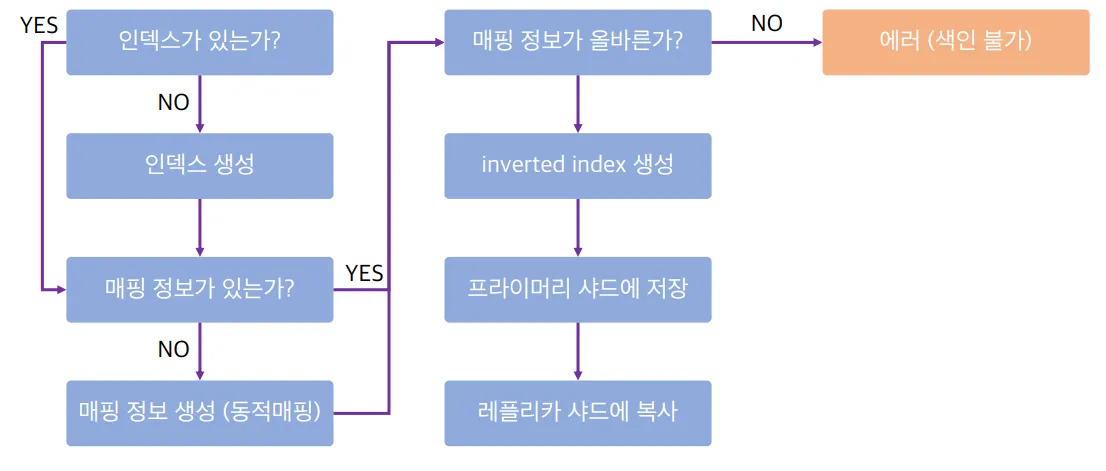 YES
인덱스가 있는가?
NO
인덱스 생성
매핑 정보가 있는가?
YES
NO
매핑 정보 생성 (동적매핑)
매핑 정보가 올바른가?
NO
에러 (색인 불가)
inverted index 생성
프라이머리 샤드에 저장
레플리카 샤드에 복사